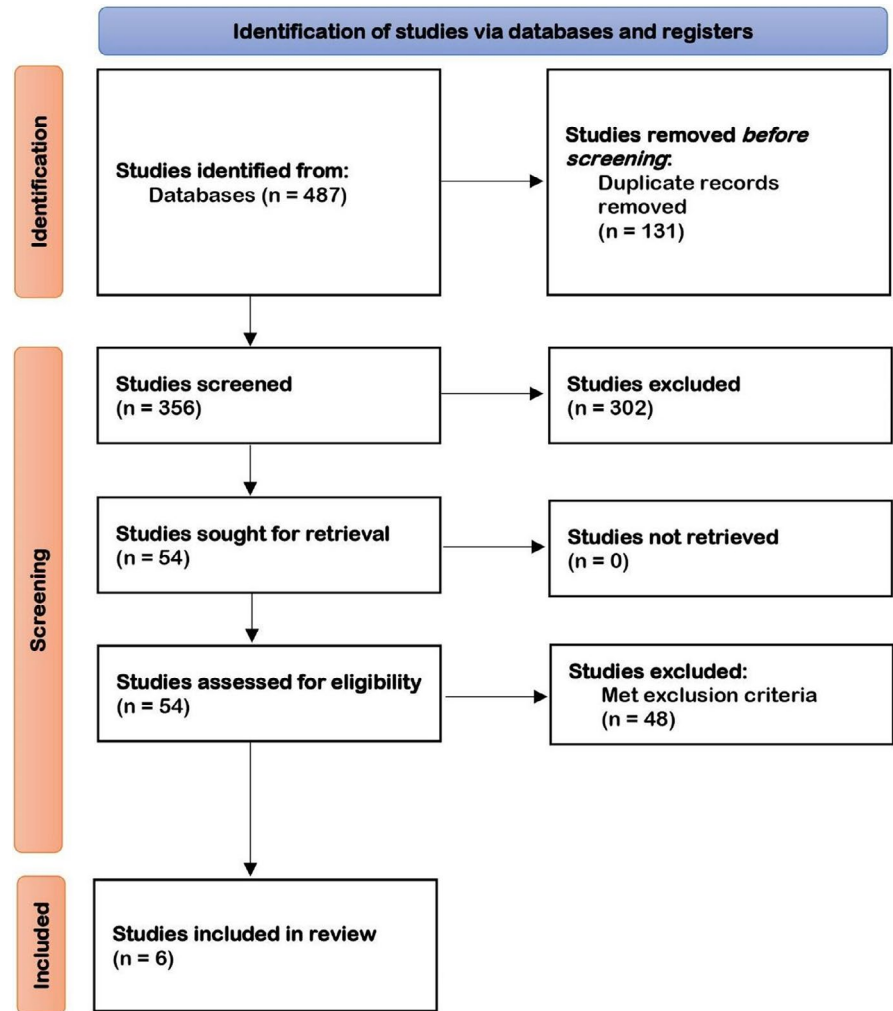 Identification of studies via databases and registers
Identification
Studies identified from:
Databases (n = 487)
Studies removed before
screening:
Duplicate records
removed
(n = 131)
Screening
Studies screened
(n = 356)
Studies excluded
(n = 302)
Studies sought for retrieval
(n = 54)
Studies not retrieved
(n = 0)
Studies assessed for eligibility
(n = 54)
Studies excluded:
Met exclusion criteria
(n = 48)
Included
Studies included in review
(n = 6)